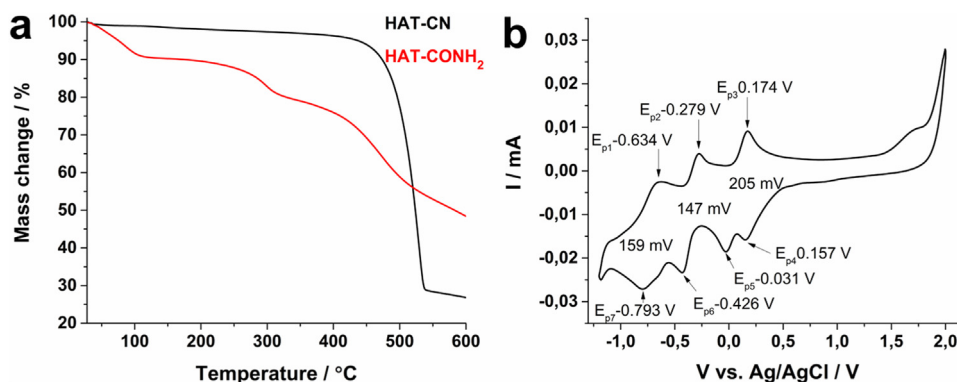 a
HAT-CN
HAT-CONH2
Mass change / %
100
90
80
70
60
50
40
30
20
100
200
300
400
500
600
Temperature / °C
b
I / mA
0,03
0,02
0,01
0,00
-0,01
-0,02
-0,03
Ep1-0.634 V
Ep2-0.279 V
Ep3 0.174 V
205 mV
147 mV
159 mV
Ep4 0.157 V
Ep5-0.031 V
Ep6-0.426 V
Ep7-0.793 V
-1,0
-0,5
0,0
0,5
1,0
1,5
2,0
V vs. Ag/AgCl / V